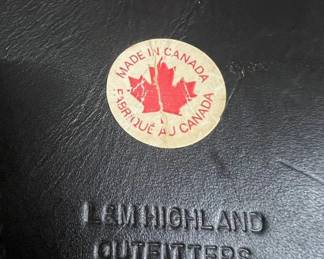 MADE IN CANADA
FABRIQUÉ AU CANADA
L&M HIGHLAND
OUTFITTERS